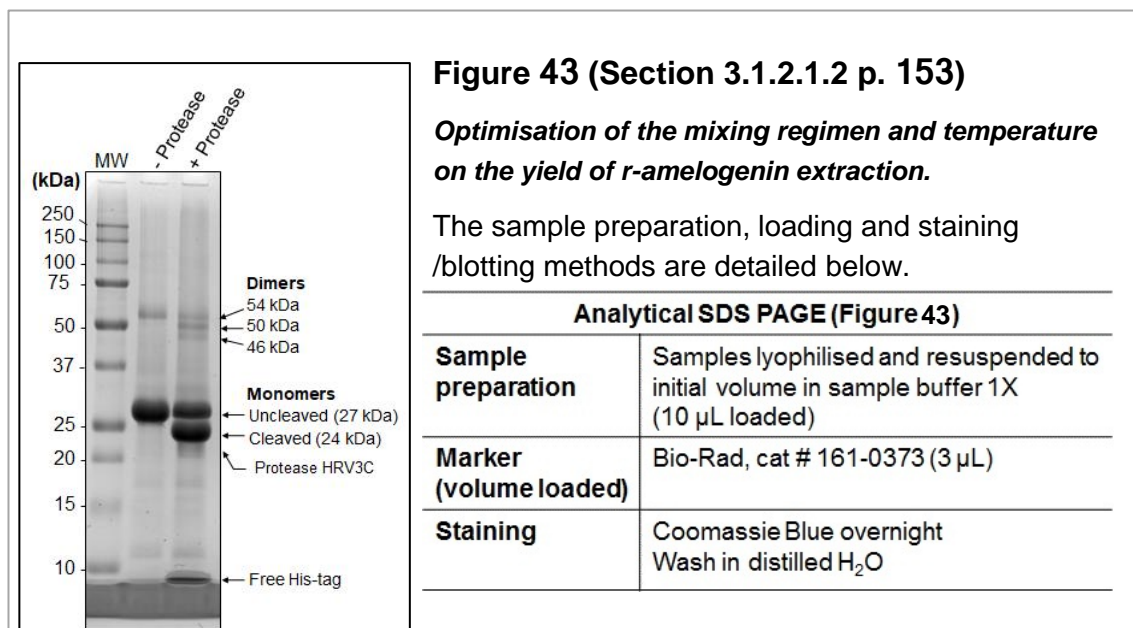 Figure 43 (Section 3.1.2.1.2 p. 153)
Optimisation of the mixing regimen and temperature
on the yield of r-amelogenin extraction.
The sample preparation, loading and staining
/blotting methods are detailed below.
Analytical SDS PAGE (Figure 43)
Sample preparation
Samples lyophilised and resuspended to
initial volume in sample buffer 1X
(10 µL loaded)
Marker
(volume loaded)
Bio-Rad, cat # 161-0373 (3 µL)
Staining
Coomassie Blue overnight
Wash in distilled H₂O
MW
- Protease
+ Protease
(kDa)
250
150
100
75
50
37
25
20
15
10
Dimers
54 kDa
50 kDa
46 kDa
Monomers
Uncleaved (27 kDa)
Cleaved (24 kDa)
Protease HRV3C
Free His-tag